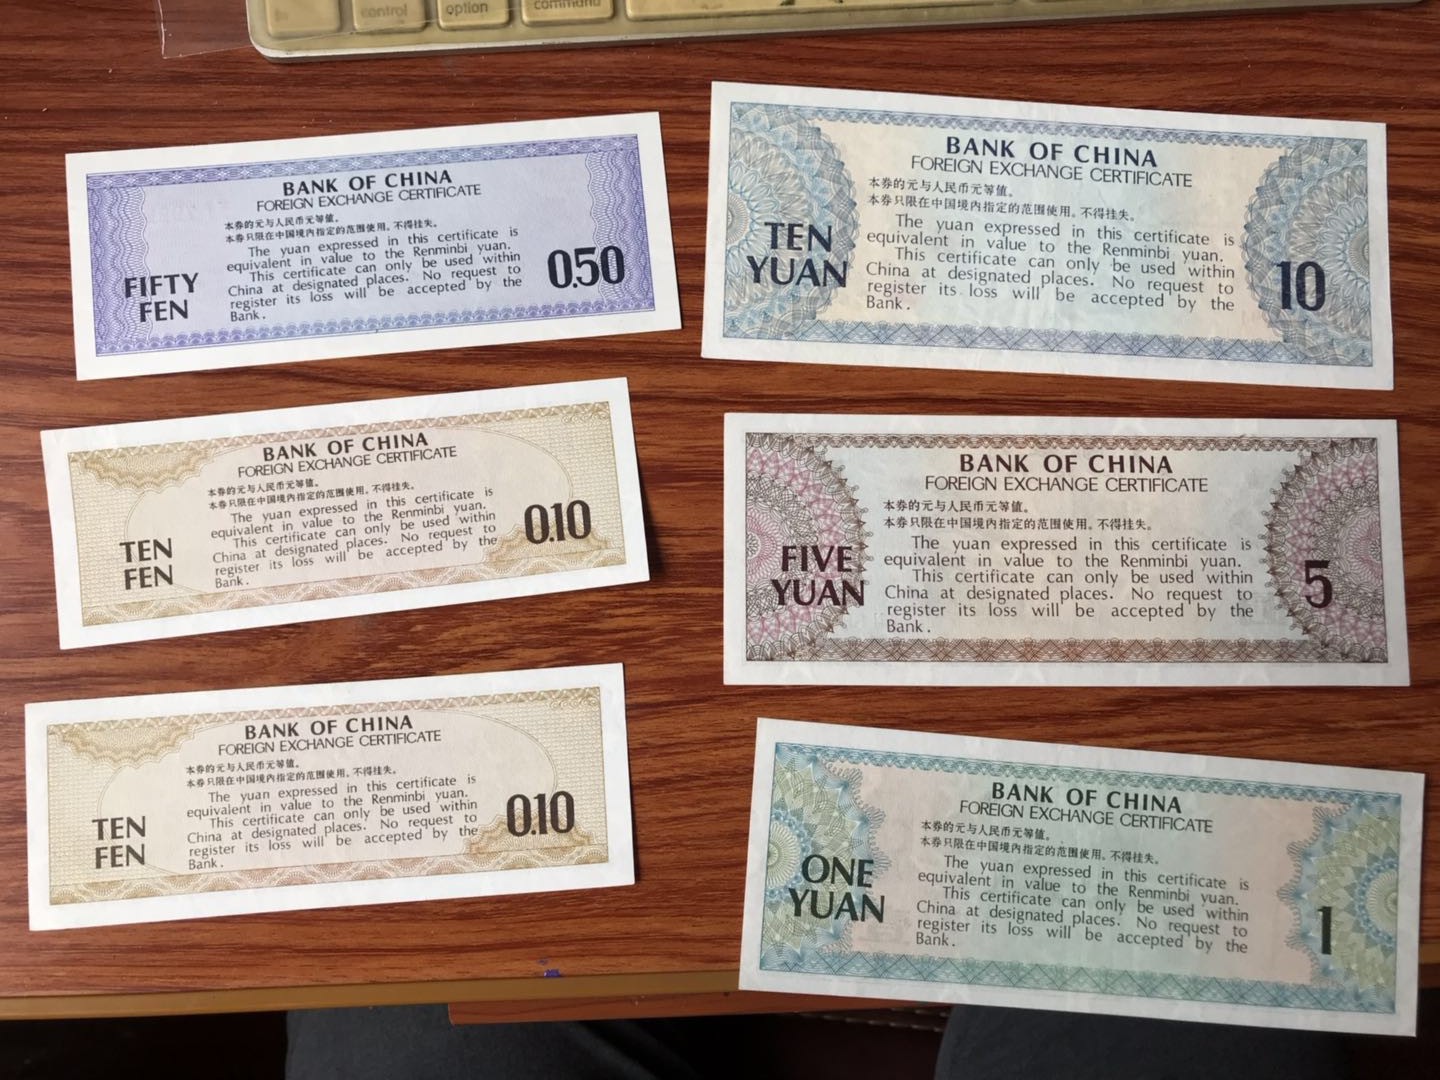 control
option
command
BANK OF CHINA
FOREIGN EXCHANGE CERTIFICATE
本券的元与人民币元等值。
本券只限在中国境内指定的范围使用。不得挂失。
The yuan expressed in this certificate is
equivalent in value to the Renminbi yuan.
This certificate can only be used within
China at designated places. No request to
register its loss will be accepted by the
Bank.
FIFTY
FEN
0.50
BANK OF CHINA
FOREIGN EXCHANGE CERTIFICATE
本券的元与人民币元等值。
本券只限在中国境内指定的范围使用。不得挂失。
The yuan expressed in this certificate is
equivalent in value to the Renminbi yuan.
This certificate can only be used within
China at designated places. No request to
register its loss will be accepted by the
Bank.
TEN
YUAN
10
BANK OF CHINA
FOREIGN EXCHANGE CERTIFICATE
本券的元与人民币元等值。
本券只限在中国境内指定的范围使用。不得挂失。
The yuan expressed in this certificate is
equivalent in value to the Renminbi yuan.
This certificate can only be used within
China at designated places. No request to
register its loss will be accepted by the
Bank.
TEN
FEN
0.10
BANK OF CHINA
FOREIGN EXCHANGE CERTIFICATE
本券的元与人民币元等值。
本券只限在中国境内指定的范围使用。不得挂失。
The yuan expressed in this certificate is
equivalent in value to the Renminbi yuan.
This certificate can only be used within
China at designated places. No request to
register its loss will be accepted by the
Bank.
FIVE
YUAN
5
BANK OF CHINA
FOREIGN EXCHANGE CERTIFICATE
本券的元与人民币元等值。
本券只限在中国境内指定的范围使用。不得挂失。
The yuan expressed in this certificate is
equivalent in value to the Renminbi yuan.
This certificate can only be used within
China at designated places. No request to
register its loss will be accepted by the
Bank.
TEN
FEN
0.10
BANK OF CHINA
FOREIGN EXCHANGE CERTIFICATE
本券的元与人民币元等值。
本券只限在中国境内指定的范围使用。不得挂失。
The yuan expressed in this certificate is
equivalent in value to the Renminbi yuan.
This certificate can only be used within
China at designated places. No request to
register its loss will be accepted by the
Bank.
ONE
YUAN
1